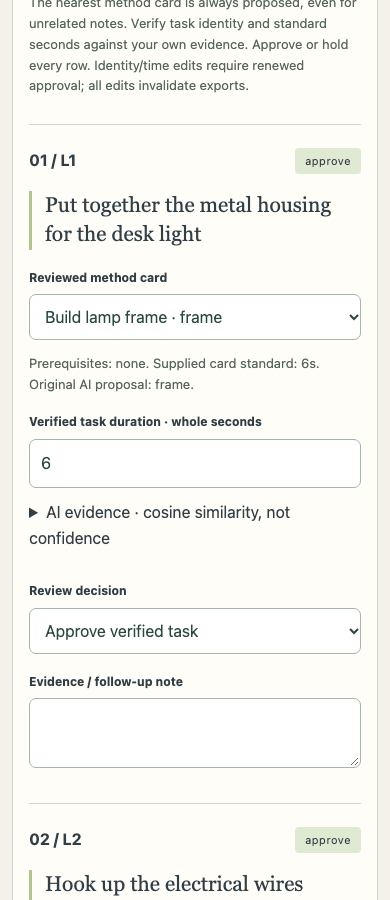 The nearest method card is always proposed, even for
unrelated notes. Verify task identity and standard
seconds against your own evidence. Approve or hold
every row. Identity/time edits require renewed
approval; all edits invalidate exports.
01 / L1
approve
Put together the metal housing
for the desk light
Reviewed method card
Build lamp frame · frame
Prerequisites: none. Supplied card standard: 6s.
Original AI proposal: frame.
Verified task duration · whole seconds
6
AI evidence · cosine similarity, not
confidence
Review decision
Approve verified task
Evidence / follow-up note
02 / L2
approve
Hook up the electrical wires